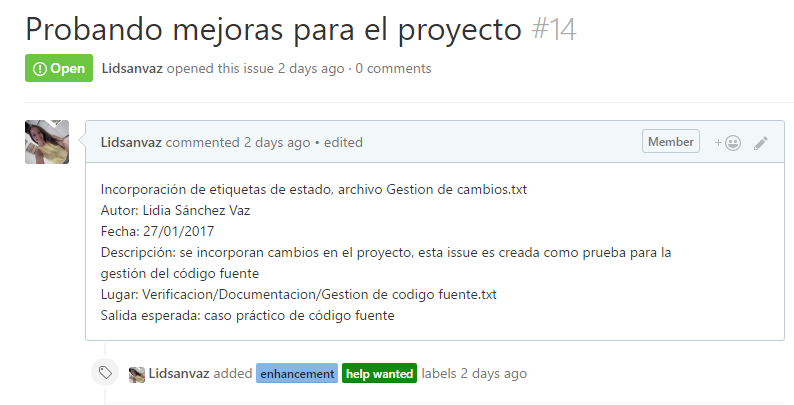 Probando mejoras para el proyecto #14
Open Lidsanvaz opened this issue 2 days ago · 0 comments
Lidsanvaz commented 2 days ago • edited Member
Incorporación de etiquetas de estado, archivo Gestion de cambios.txt
Autor: Lidia Sánchez Vaz
Fecha: 27/01/2017
Descripción: se incorporan cambios en el proyecto, esta issue es creada como prueba para la
gestión del código fuente
Lugar: Verificacion/Documentacion/Gestion de codigo fuente.txt
Salida esperada: caso práctico de código fuente
Lidsanvaz added enhancement help wanted labels 2 days ago